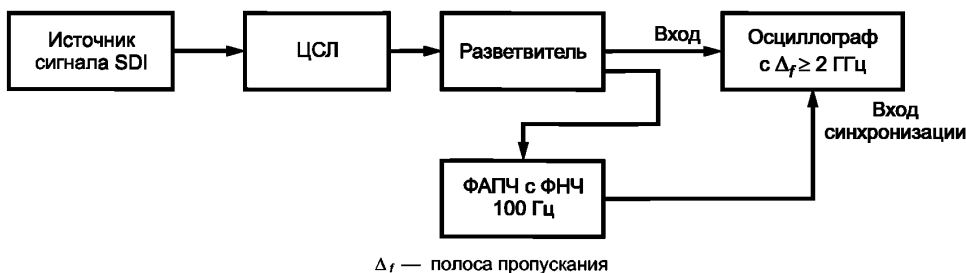 Источник
сигнала SDI
ЦСЛ
Разветвитель
Вход
Осциллограф
с Δf ≥ 2 ГГц
Вход
синхронизации
ФАПЧ с ФНЧ
100 Гц
Δf — полоса пропускания